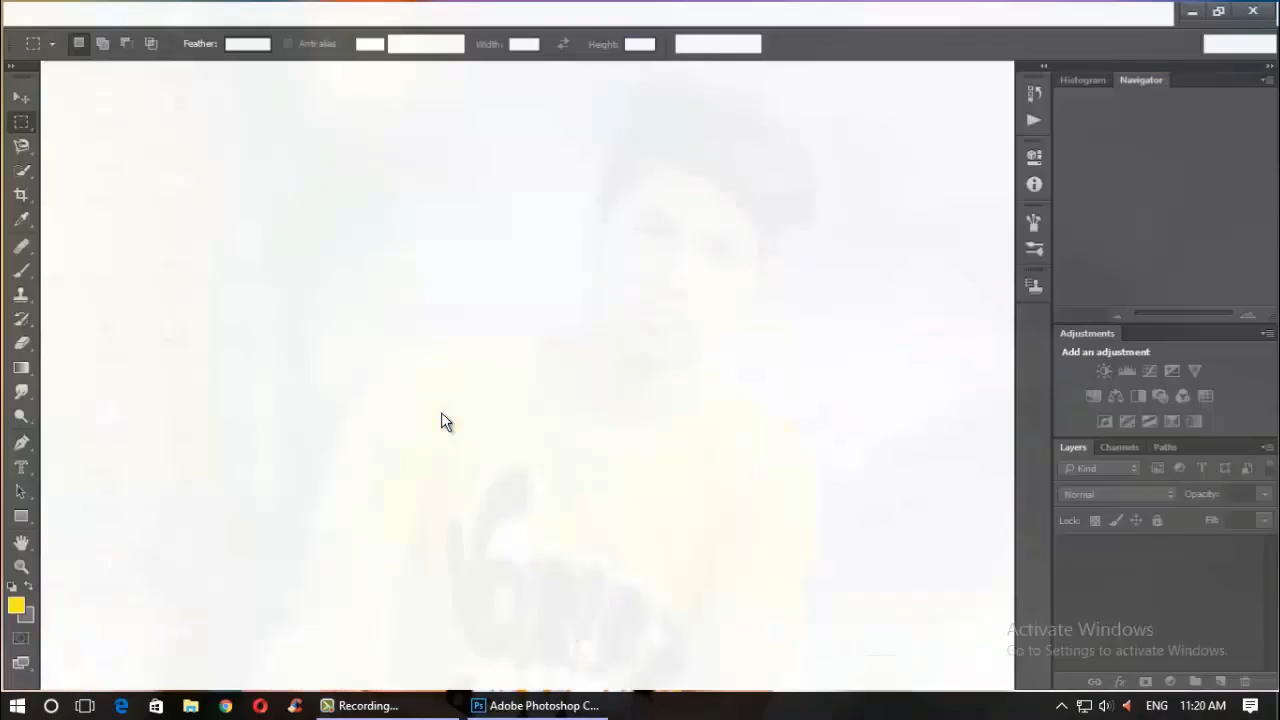 Feather:
Anti-alias
Width:
Height:
Histogram
Navigator
Adjustments
Add an adjustment
Layers
Channels
Paths
Kind
Normal
Opacity:
Lock:
Fill:
Activate Windows
Go to Settings to activate Windows.
Recording...
Ps
Adobe Photoshop C...
ENG
11:20 AM